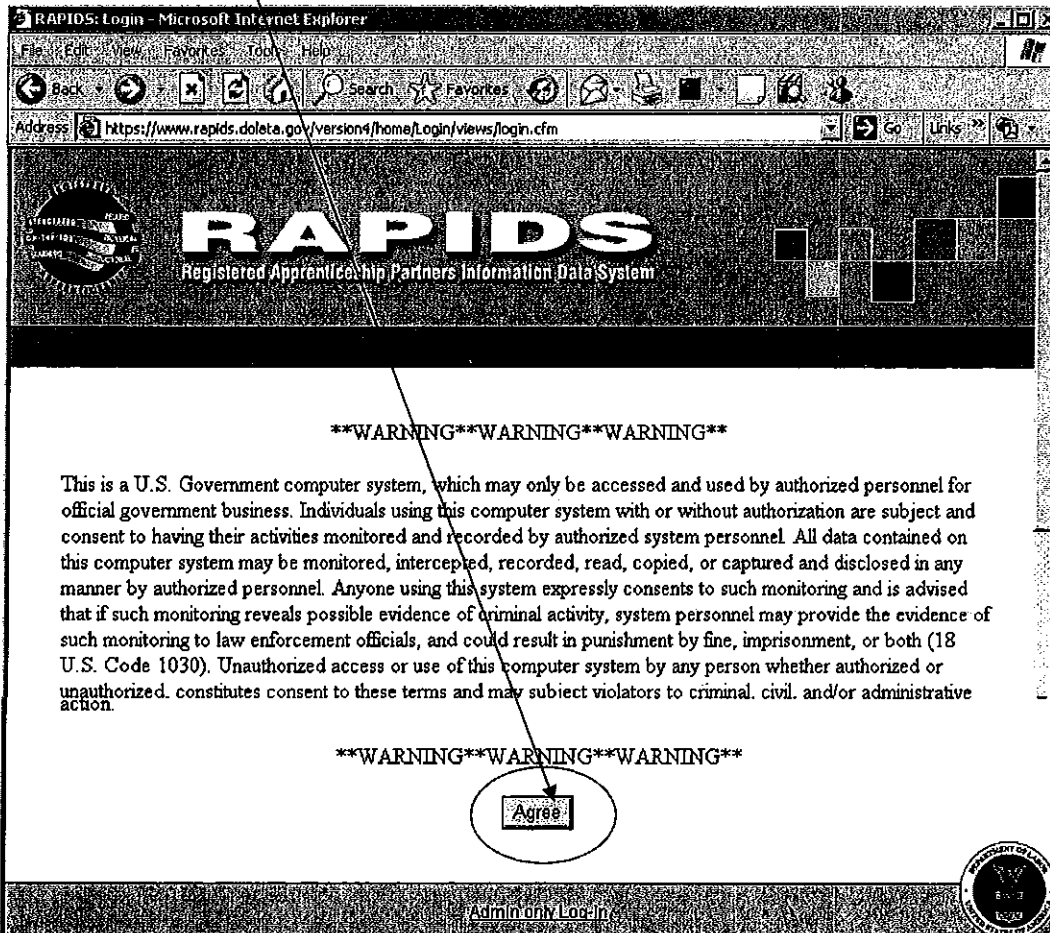 RAPIDS: Login - Microsoft Internet Explorer
File Edit View Favorites Tools Help
Back Search Favorites
Address https://www.rapids.doleta.gov/version4/home/Login/views/login.cfm Go Links »
RAPIDS
Registered Apprenticeship Partners Information Data System
**WARNING**WARNING**WARNING**
This is a U.S. Government computer system, which may only be accessed and used by authorized personnel for
official government business. Individuals using this computer system with or without authorization are subject and
consent to having their activities monitored and recorded by authorized system personnel. All data contained on
this computer system may be monitored, intercepted, recorded, read, copied, or captured and disclosed in any
manner by authorized personnel. Anyone using this system expressly consents to such monitoring and is advised
that if such monitoring reveals possible evidence of criminal activity, system personnel may provide the evidence of
such monitoring to law enforcement officials, and could result in punishment by fine, imprisonment, or both (18
U.S. Code 1030). Unauthorized access or use of this computer system by any person whether authorized or
unauthorized, constitutes consent to these terms and may subject violators to criminal, civil, and/or administrative
action.
**WARNING**WARNING**WARNING**
Agree
Admin only Log-In
DEPARTMENT OF LABOR